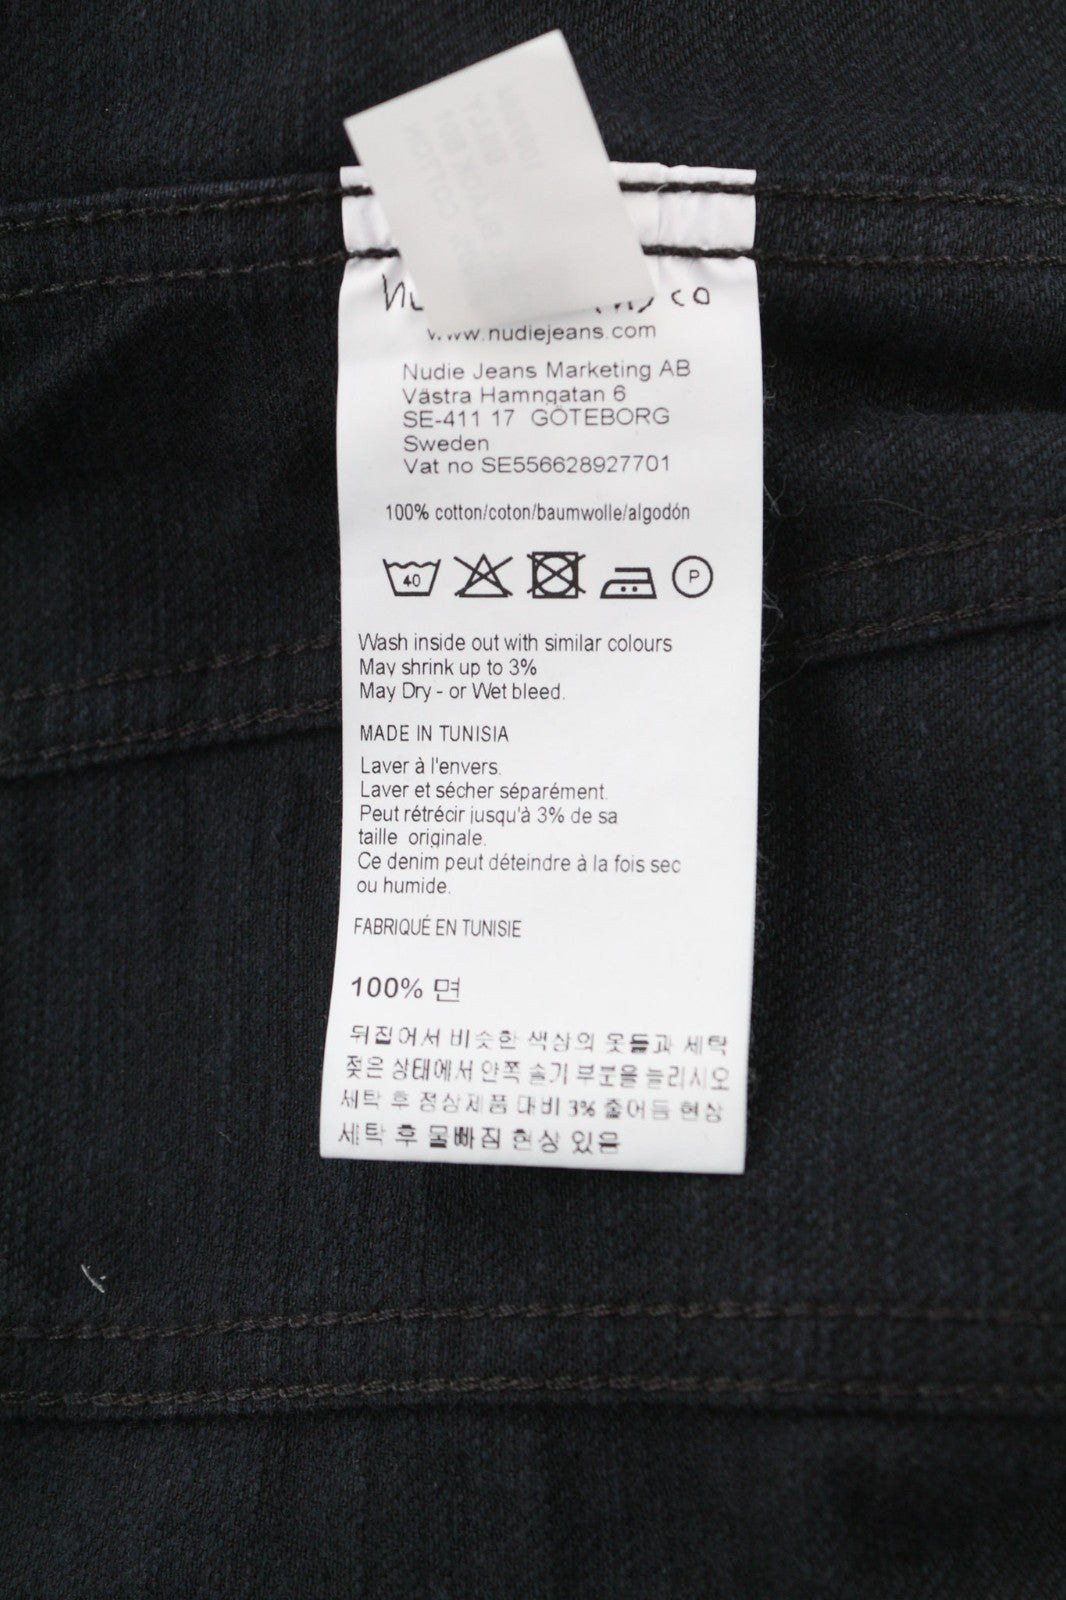 www.nudiejeans.com
Nudie Jeans Marketing AB
Västra Hamngatan 6
SE-411 17 GÖTEBORG
Sweden
Vat no SE556628927701
100% cotton/coton/baumwolle/algodón
40 P
Wash inside out with similar colours
May shrink up to 3%
May Dry - or Wet bleed.
MADE IN TUNISIA
Laver à l'envers.
Laver et sécher séparément.
Peut rétrécir jusqu'à 3% de sa
taille originale.
Ce denim peut déteindre à la fois sec
ou humide.
FABRIQUÉ EN TUNISIE
100% 면
뒤집어서 비슷한 색상의 옷들과 세탁
젖은 상태에서 안쪽 솔기 부분을 늘리시오
세탁 후 정상제품 대비 3% 줄어듬 현상
세탁 후 물빠짐 현상 있음